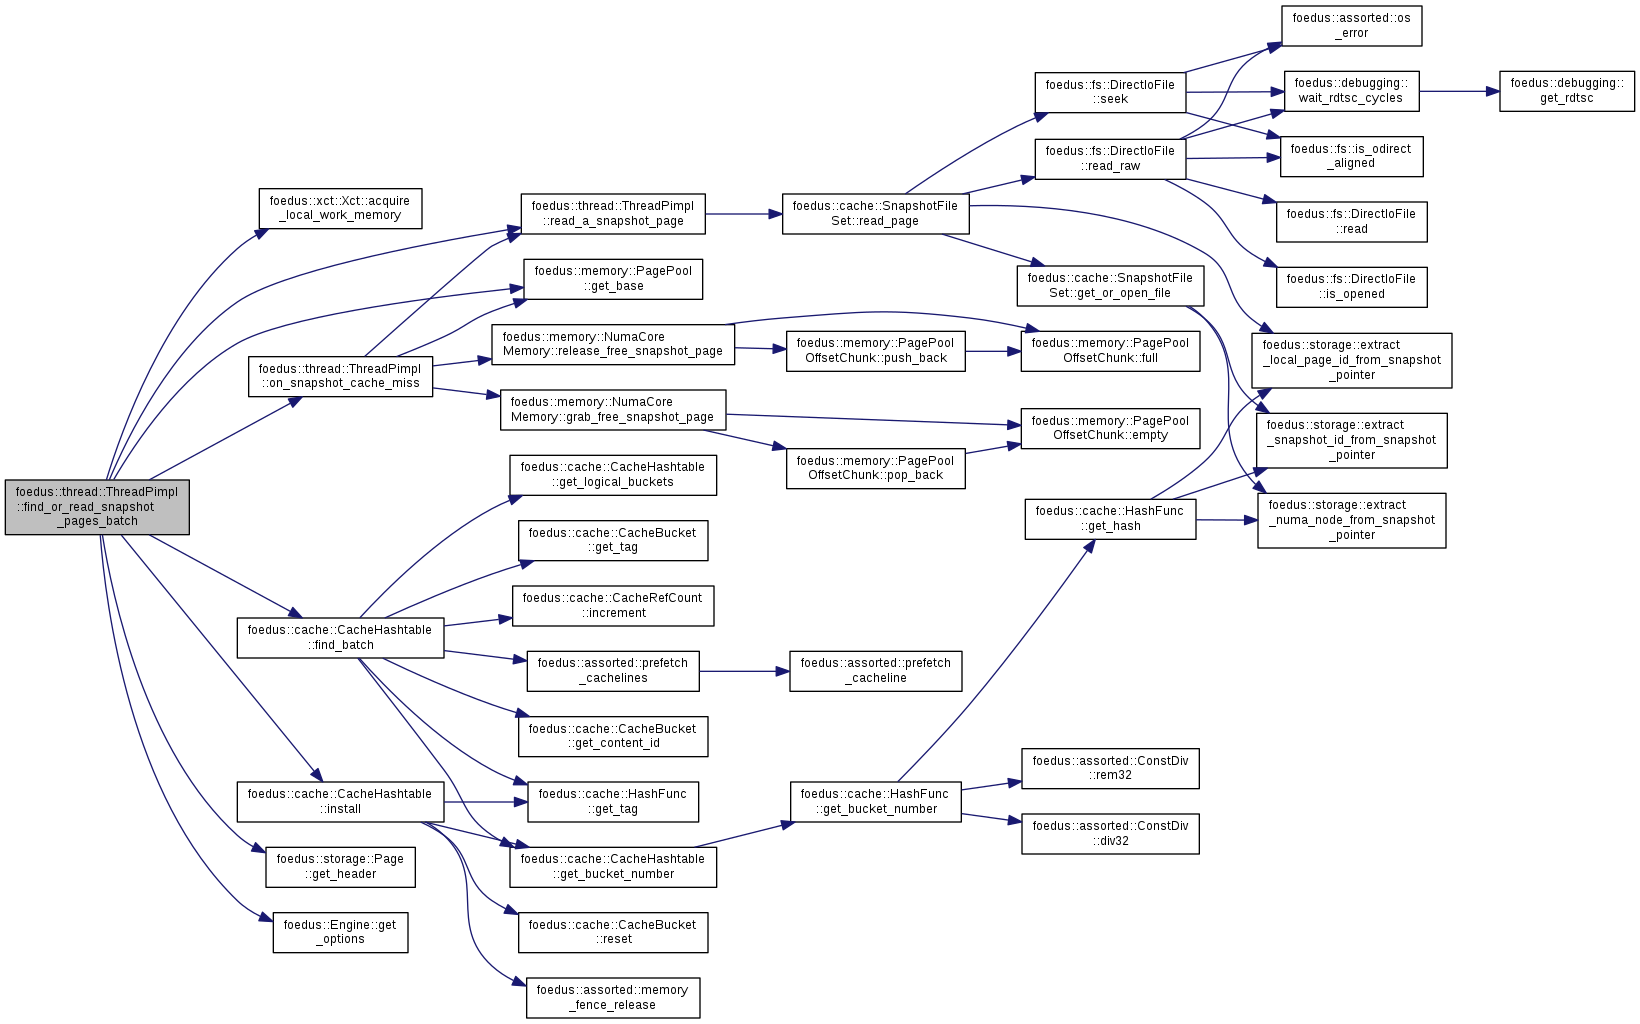 foedus::thread::ThreadPimpl
::find_or_read_snapshot
_pages_batch
foedus::xct::Xct::acquire
_local_work_memory
foedus::thread::ThreadPimpl
::on_snapshot_cache_miss
foedus::cache::CacheHashtable
::find_batch
foedus::cache::CacheHashtable
::install
foedus::storage::Page
::get_header
foedus::Engine::get
_options
foedus::thread::ThreadPimpl
::read_a_snapshot_page
foedus::memory::PagePool
::get_base
foedus::memory::NumaCore
Memory::release_free_snapshot_page
foedus::memory::NumaCore
Memory::grab_free_snapshot_page
foedus::cache::CacheHashtable
::get_logical_buckets
foedus::cache::CacheBucket
::get_tag
foedus::cache::CacheRefCount
::increment
foedus::assorted::prefetch
_cachelines
foedus::cache::CacheBucket
::get_content_id
foedus::cache::HashFunc
::get_tag
foedus::cache::CacheHashtable
::get_bucket_number
foedus::cache::CacheBucket
::reset
foedus::assorted::memory
_fence_release
foedus::cache::SnapshotFile
Set::read_page
foedus::memory::PagePool
OffsetChunk::push_back
foedus::memory::PagePool
OffsetChunk::pop_back
foedus::assorted::prefetch
_cacheline
foedus::cache::HashFunc
::get_bucket_number
foedus::fs::DirectIoFile
::seek
foedus::fs::DirectIoFile
::read_raw
foedus::cache::SnapshotFile
Set::get_or_open_file
foedus::memory::PagePool
OffsetChunk::full
foedus::memory::PagePool
OffsetChunk::empty
foedus::cache::HashFunc
::get_hash
foedus::assorted::ConstDiv
::rem32
foedus::assorted::ConstDiv
::div32
foedus::assorted::os
_error
foedus::debugging::
wait_rdtsc_cycles
foedus::fs::is_odirect
_aligned
foedus::fs::DirectIoFile
::read
foedus::fs::DirectIoFile
::is_opened
foedus::storage::extract
_local_page_id_from_snapshot
_pointer
foedus::storage::extract
_snapshot_id_from_snapshot
_pointer
foedus::storage::extract
_numa_node_from_snapshot
_pointer
foedus::debugging::
get_rdtsc